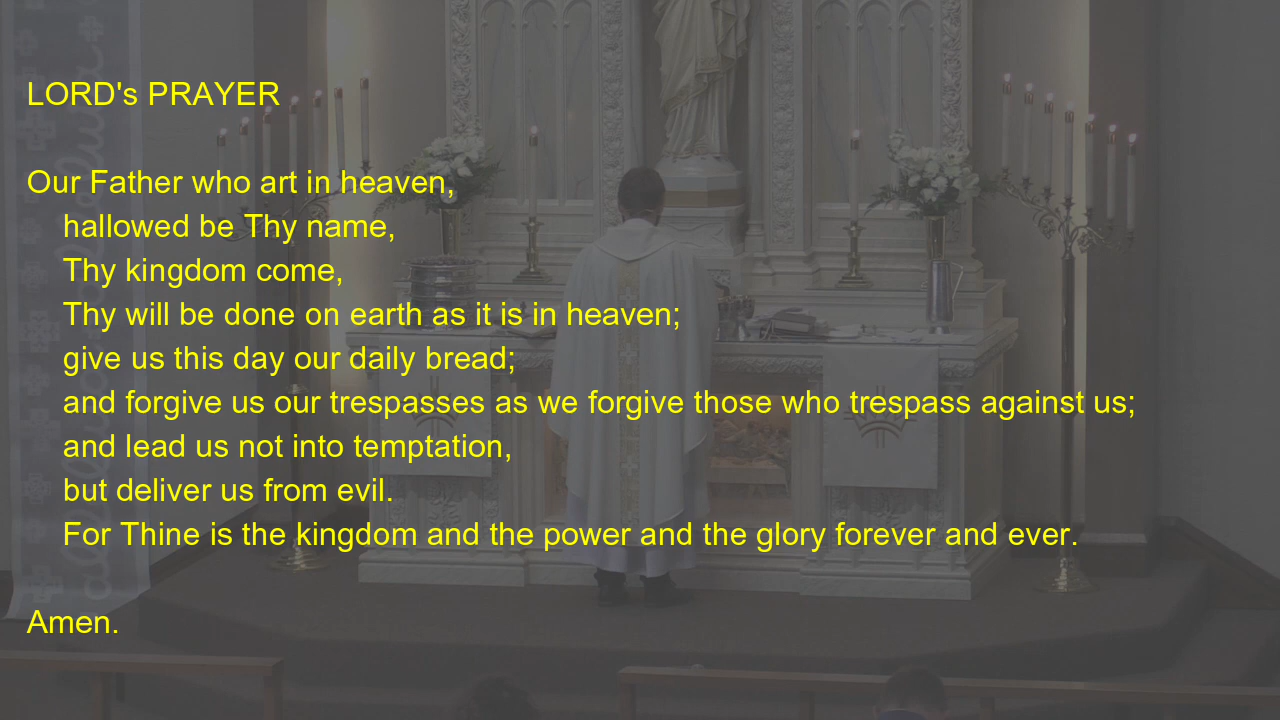 LORD's PRAYER
Our Father who art in heaven,
hallowed be Thy name,
Thy kingdom come,
Thy will be done on earth as it is in heaven;
give us this day our daily bread;
and forgive us our trespasses as we forgive those who trespass against us;
and lead us not into temptation,
but deliver us from evil.
For Thine is the kingdom and the power and the glory forever and ever.
Amen.